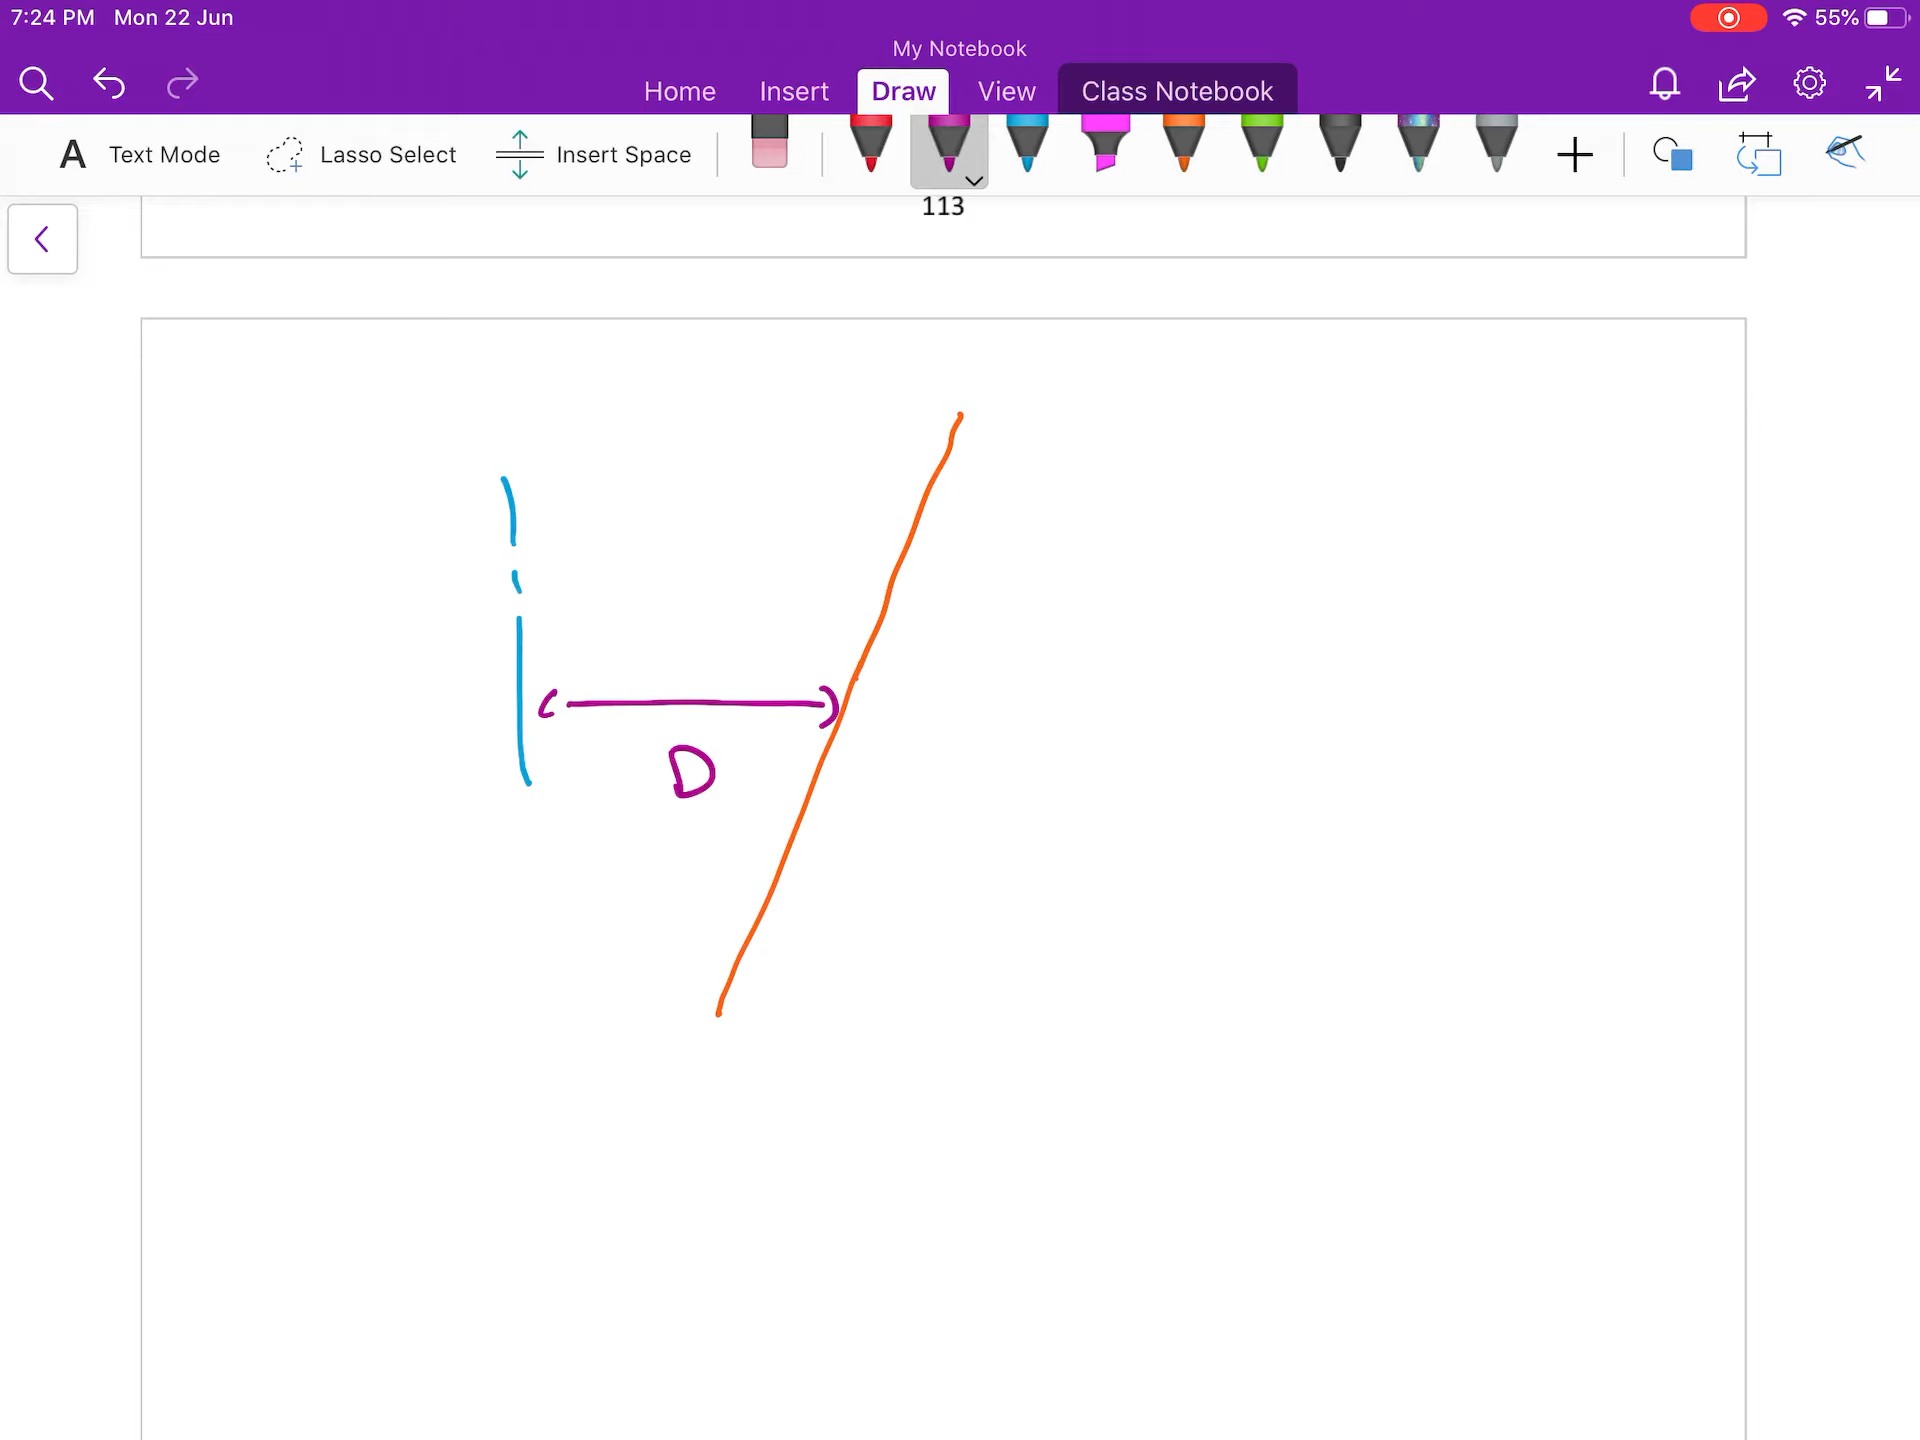 7:24 PM Mon 22 Jun
55%
My Notebook
Home Insert Draw View Class Notebook
A Text Mode Lasso Select Insert Space
113
D